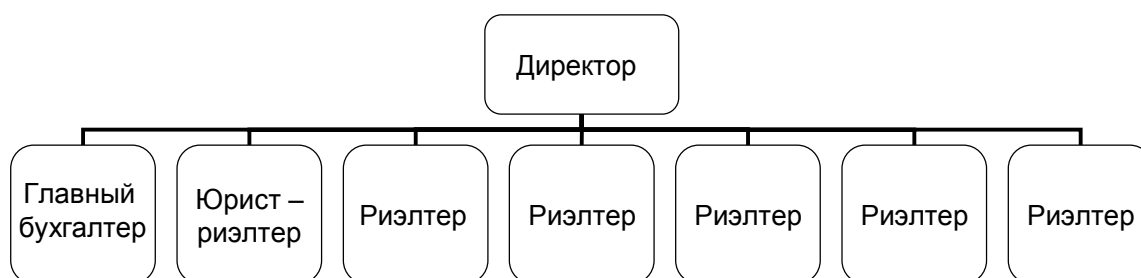 Директор
Главный
бухгалтер
Юрист –
риэлтер
Риэлтер
Риэлтер
Риэлтер
Риэлтер
Риэлтер